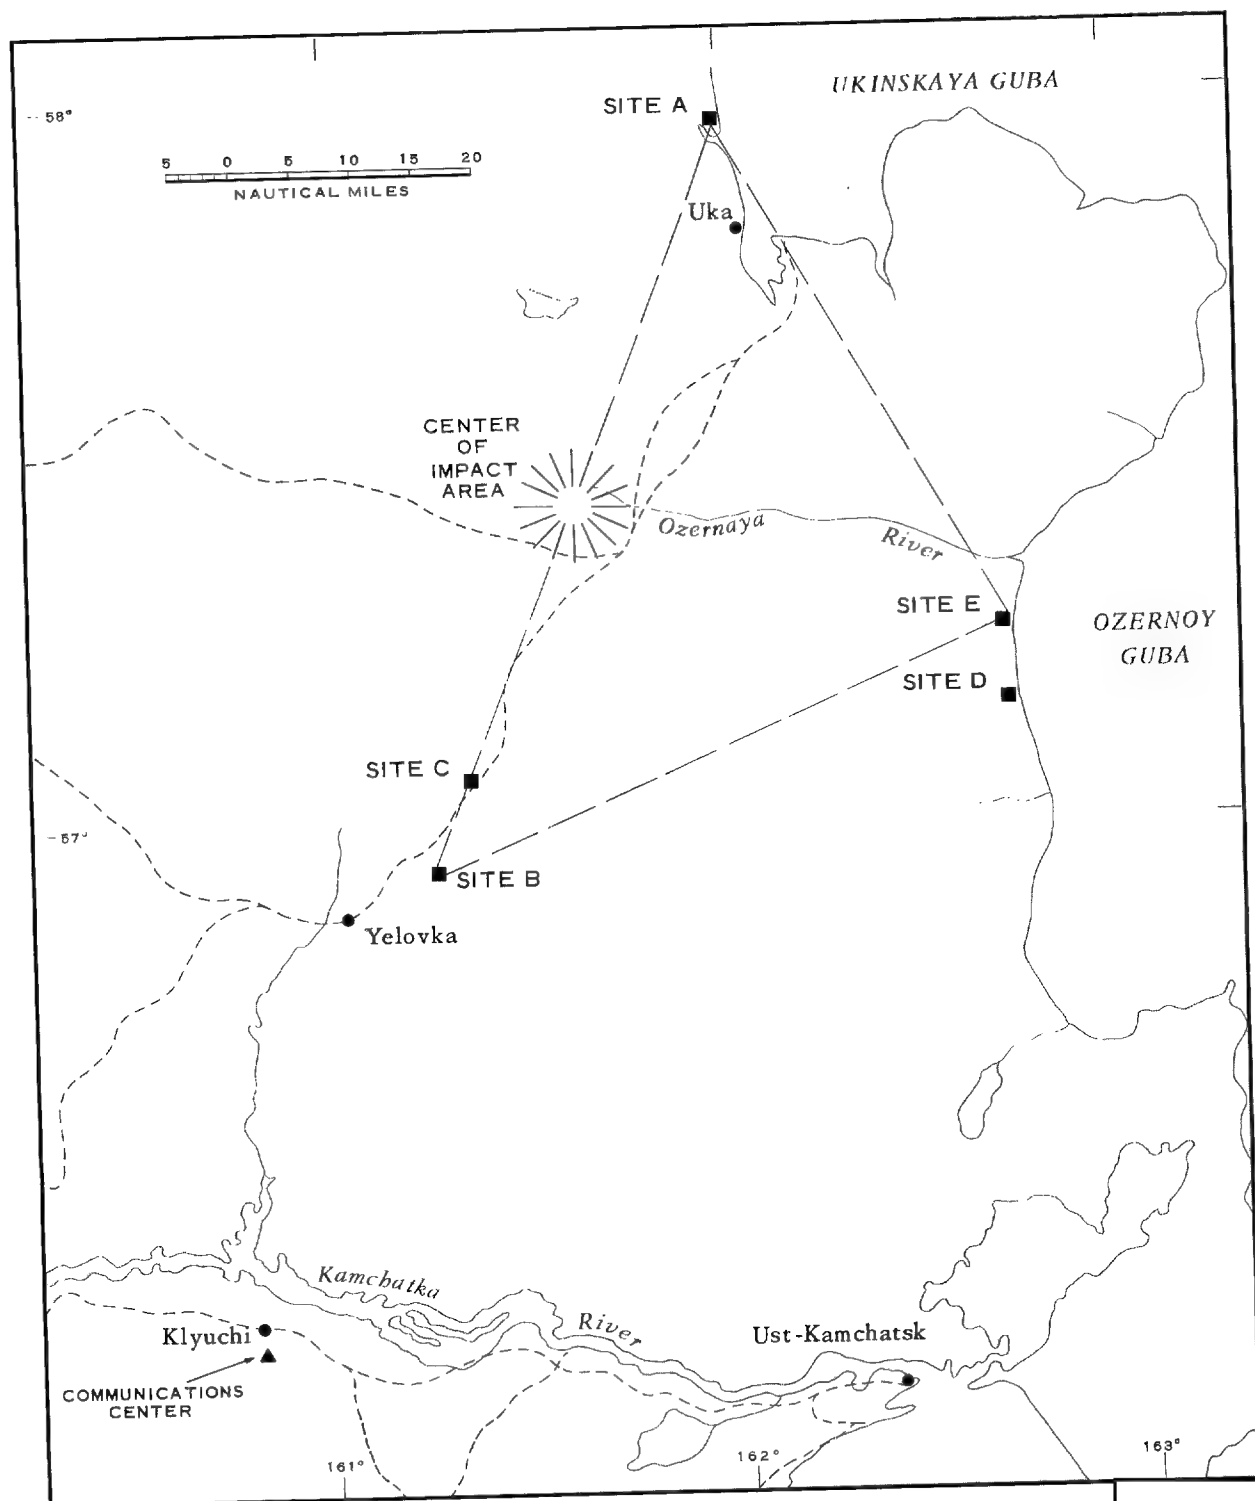 UKINSKAYA GUBA
SITE A
58°
5 0 5 10 15 20
NAUTICAL MILES
Uka
CENTER
OF
IMPACT
AREA
Ozernaya
River
SITE E
OZERNOY
GUBA
SITE D
SITE C
57°
SITE B
Yelovka
Kamchatka
River
Klyuchi
Ust-Kamchatsk
COMMUNICATIONS
CENTER
161°
162°
163°